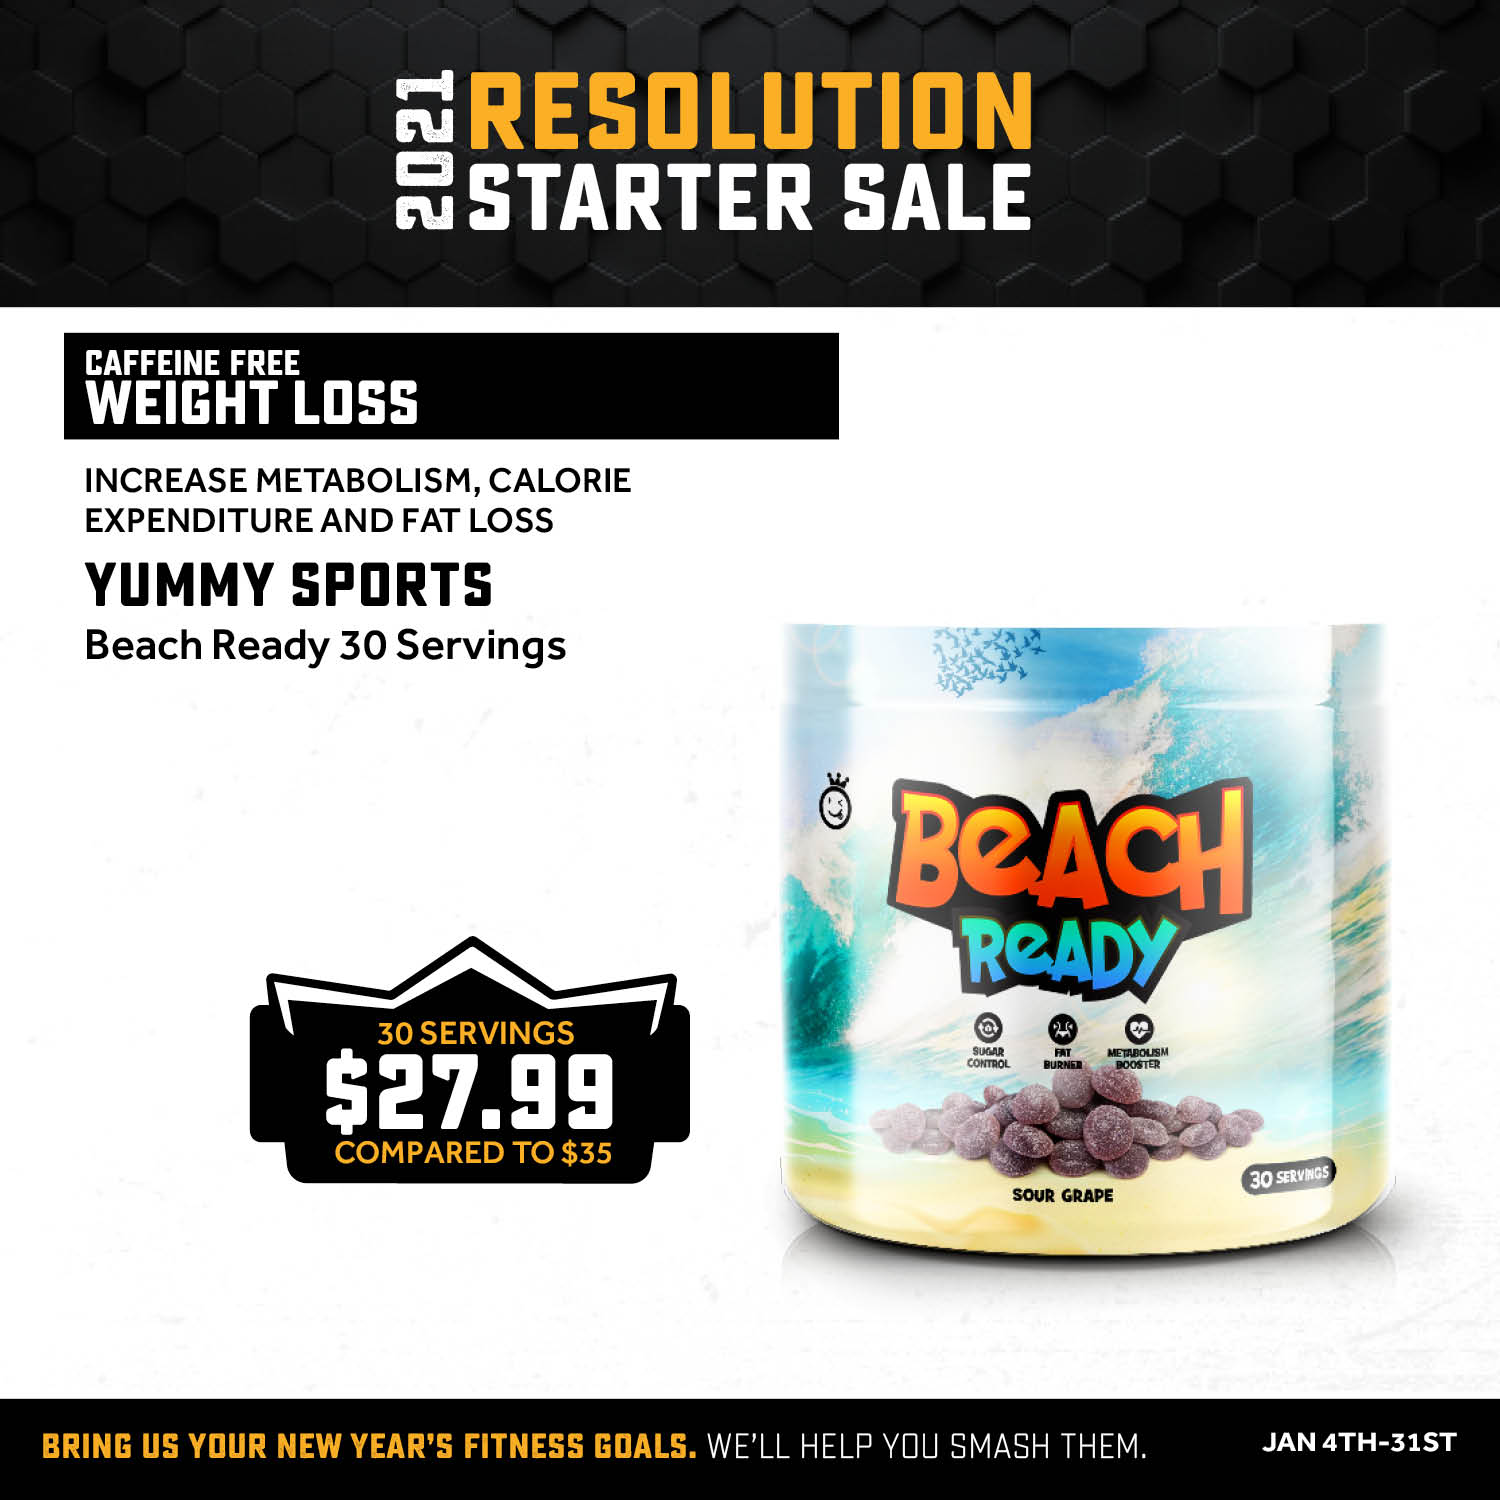 2021
RESOLUTION
STARTER SALE
CAFFEINE FREE
WEIGHT LOSS
INCREASE METABOLISM, CALORIE
EXPENDITURE AND FAT LOSS
YUMMY SPORTS
Beach Ready 30 Servings
30 SERVINGS
$27.99
COMPARED TO $35
BEACH
READY
SUGAR
CONTROL
FAT
BURNER
METABOLISM
BOOSTER
SOUR GRAPE
30 SERVINGS
BRING US YOUR NEW YEAR'S FITNESS GOALS. WE'LL HELP YOU SMASH THEM.
JAN 4TH-31ST